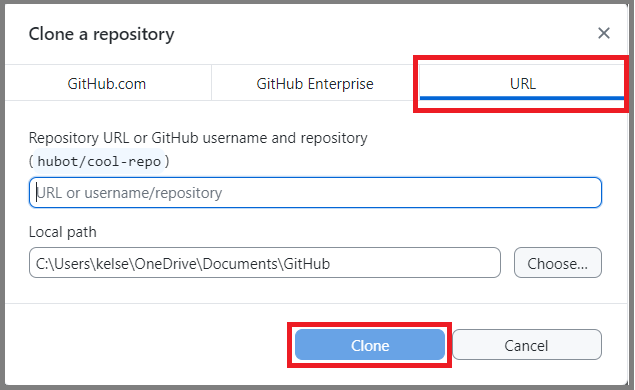 Clone a repository
GitHub.com
GitHub Enterprise
URL
Repository URL or GitHub username and repository
(hubot/cool-repo)
URL or username/repository
Local path
C:\Users\kelse\OneDrive\Documents\GitHub
Choose...
Clone
Cancel